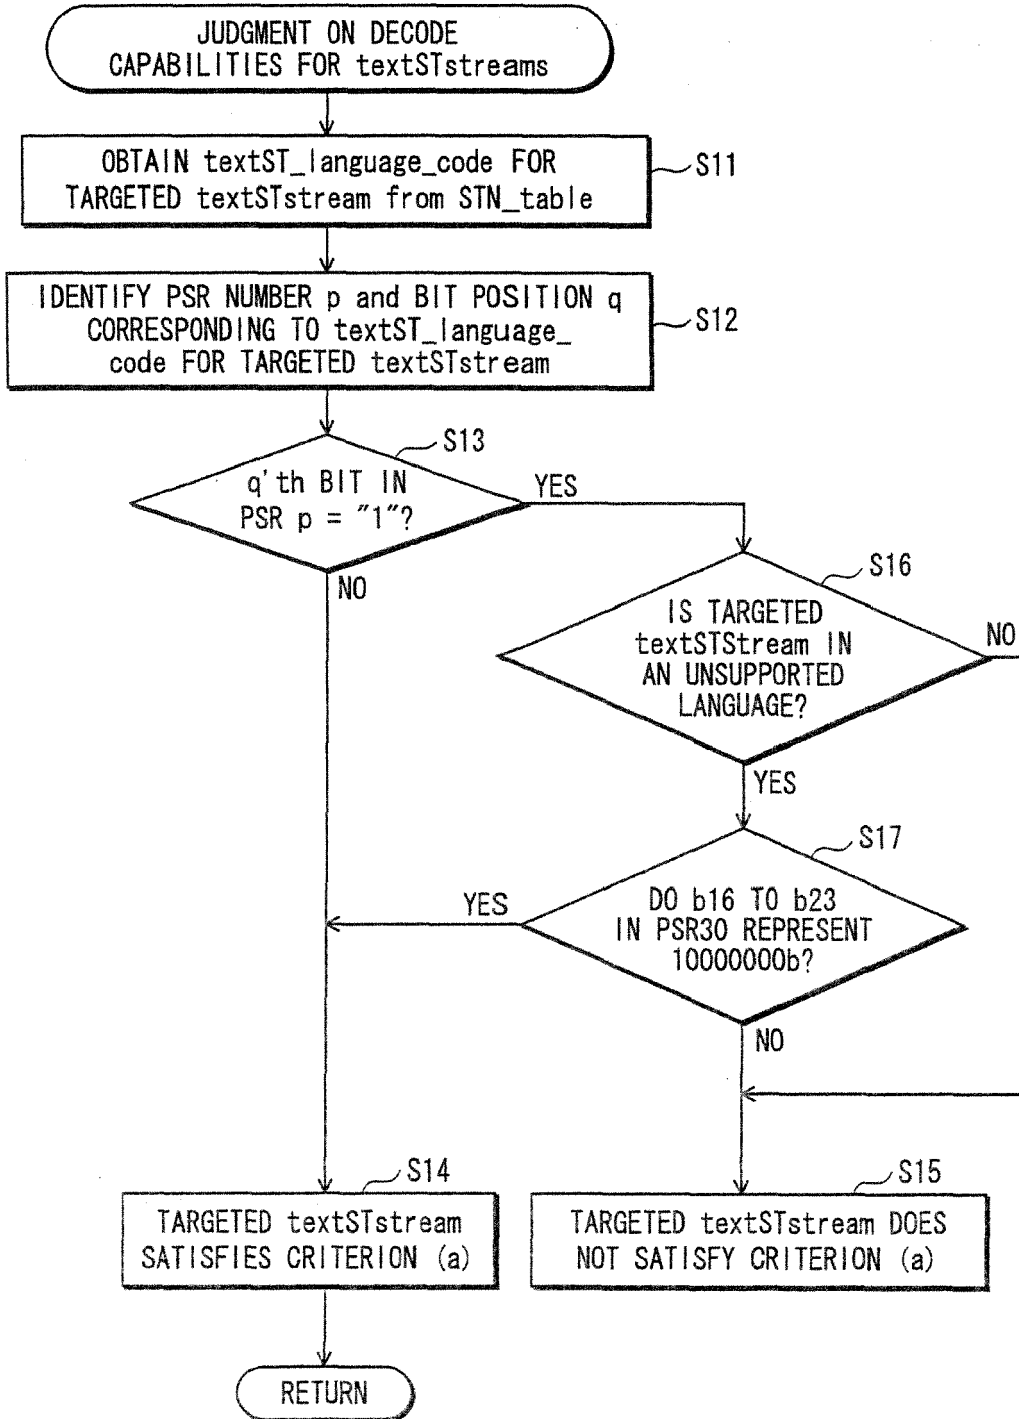 JUDGMENT ON DECODE
CAPABILITIES FOR textSTstreams
OBTAIN textST_language_code FOR
TARGETED textSTstream from STN_table
S11
IDENTIFY PSR NUMBER p and BIT POSITION q
CORRESPONDING TO textST_language_
code FOR TARGETED textSTstream
S12
S13
q'th BIT IN
PSR p = "1"?
YES
NO
S16
IS TARGETED
textSTStream IN
AN UNSUPPORTED
LANGUAGE?
NO
YES
S17
DO b16 TO b23
IN PSR30 REPRESENT
10000000b?
YES
NO
S14
TARGETED textSTstream
SATISFIES CRITERION (a)
S15
TARGETED textSTstream DOES
NOT SATISFY CRITERION (a)
RETURN